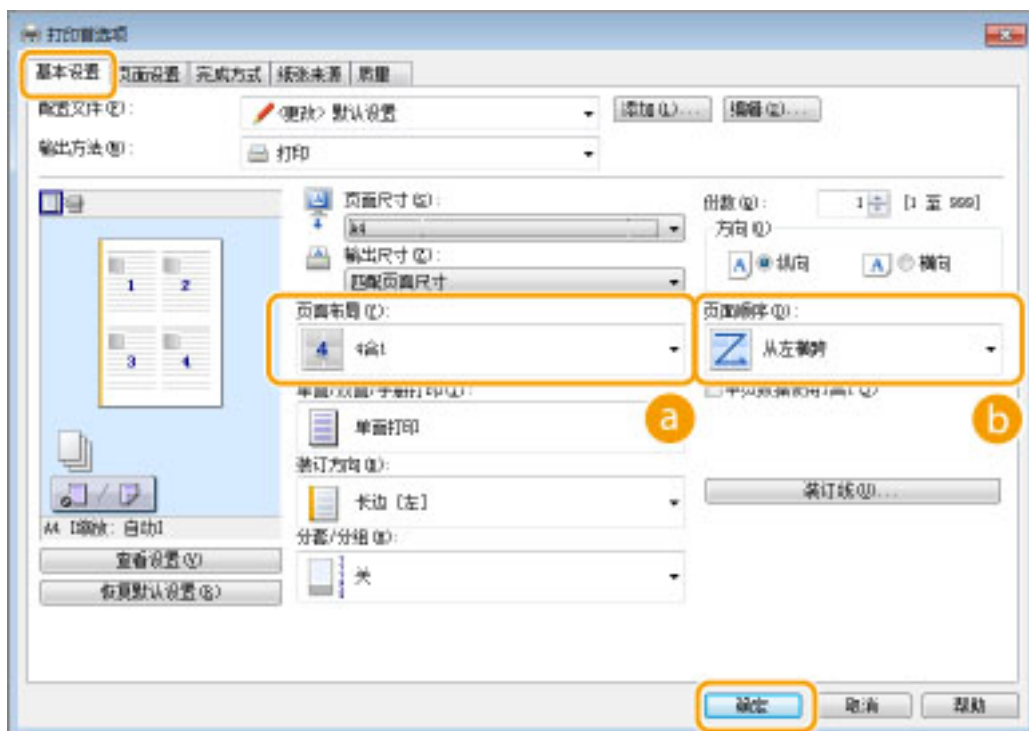 打印首选项
基本设置 页面设置 完成方式 纸张来源 质量
配置文件(F):
<更改> 默认设置
添加(L)... 编辑(Z)...
输出方法(M):
打印
页面尺寸(S):
A4
份数(Q):
1 [1 至 999]
输出尺寸(Z):
匹配页面尺寸
方向(O)
A 纵向 A 横向
1 2
3 4
页面布局(Y):
4 4合1
页面顺序(D):
从左横跨
a
b
单面打印
装订方向(B):
长边 [左]
装订线(U)...
A4 [缩放: 自动]
分套/分组(H):
关
查看设置(V)
恢复默认设置(R)
确定 取消 帮助